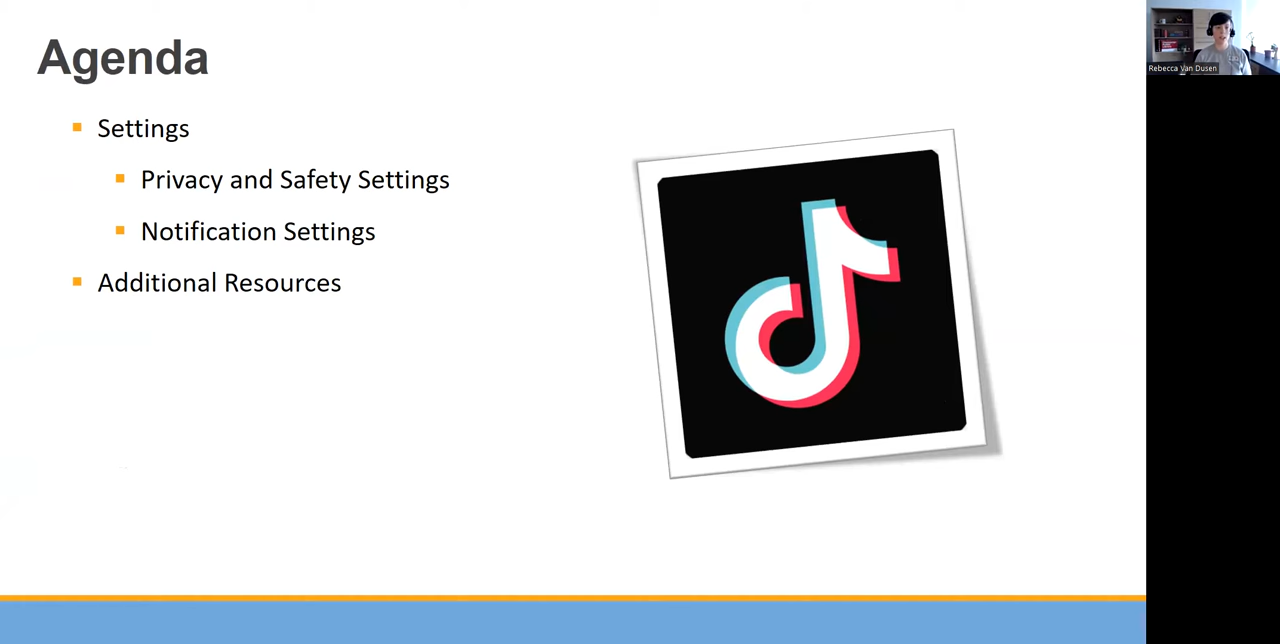 Agenda
Settings
Privacy and Safety Settings
Notification Settings
Additional Resources
Rebecca Van Dusen